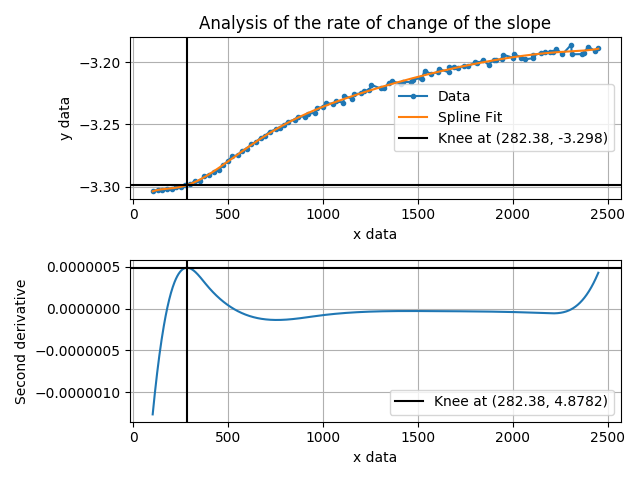 Analysis of the rate of change of the slope
−3.20
−3.25
−3.30
y data
Data
Spline Fit
Knee at (282.38, -3.298)
0 500 1000 1500 2000 2500
x data
0.0000005
0.0000000
−0.0000005
−0.0000010
Second derivative
Knee at (282.38, 4.8782)
0 500 1000 1500 2000 2500
x data